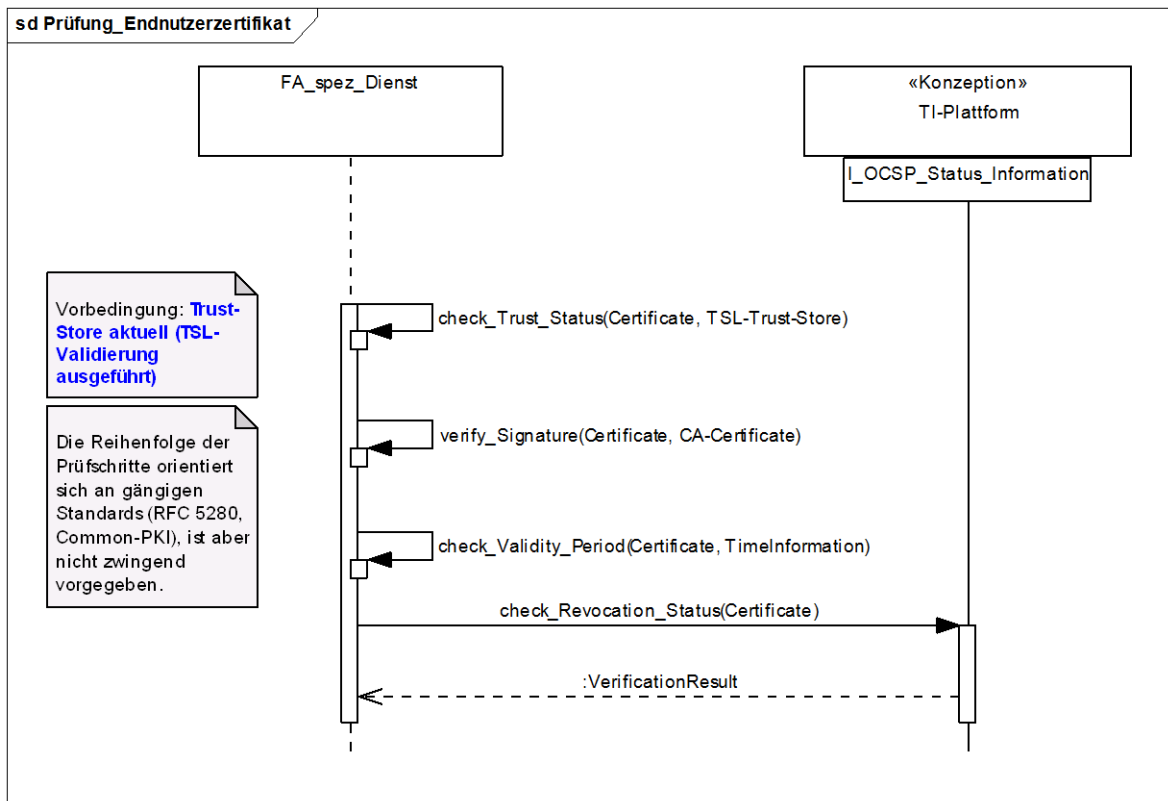 sd Prüfung_Endnutzerzertifikat
FA_spez_Dienst
«Konzeption»
TI-Plattform
I_OCSP_Status_Information
Vorbedingung: Trust-
Store aktuell (TSL-
Validierung
ausgeführt)
check_Trust_Status(Certificate, TSL-Trust-Store)
Die Reihenfolge der
Prüfschritte orientiert
sich an gängigen
Standards (RFC 5280,
Common-PKI), ist aber
nicht zwingend
vorgegeben.
verify_Signature(Certificate, CA-Certificate)
check_Validity_Period(Certificate, TimeInformation)
check_Revocation_Status(Certificate)
:VerificationResult